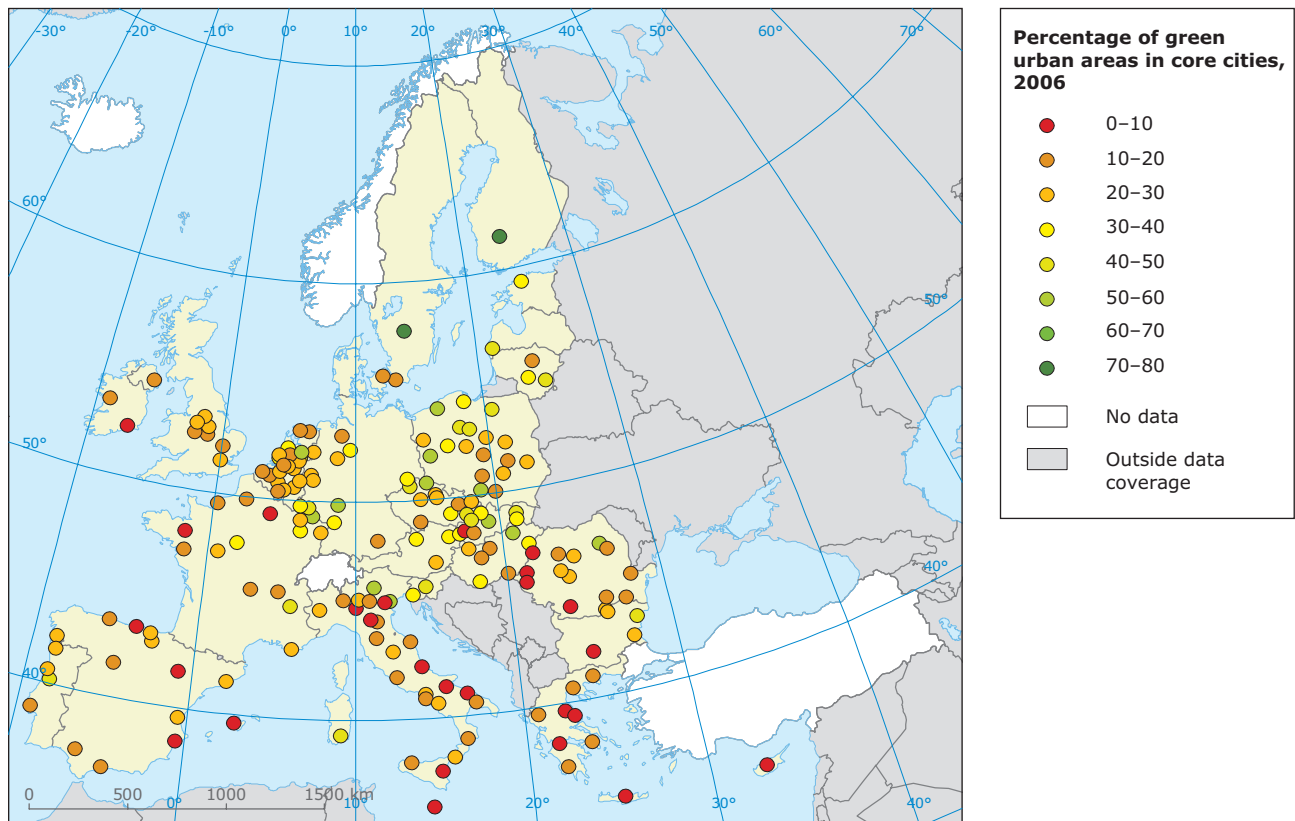 -30° -20° -10° 0° 10° 20° 30° 40° 50° 60° 70°
60°
50°
50°
40°
40°
0 500 1000 1500 km
0° 10° 20° 30° 40°
Percentage of green
urban areas in core cities,
2006
0–10
10–20
20–30
30–40
40–50
50–60
60–70
70–80
No data
Outside data
coverage